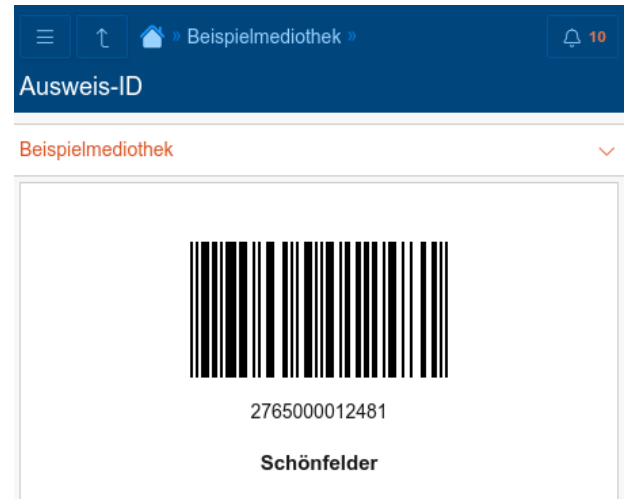 » Beispielmediothek »
10
Ausweis-ID
Beispielmediothek
2765000012481
Schönfelder